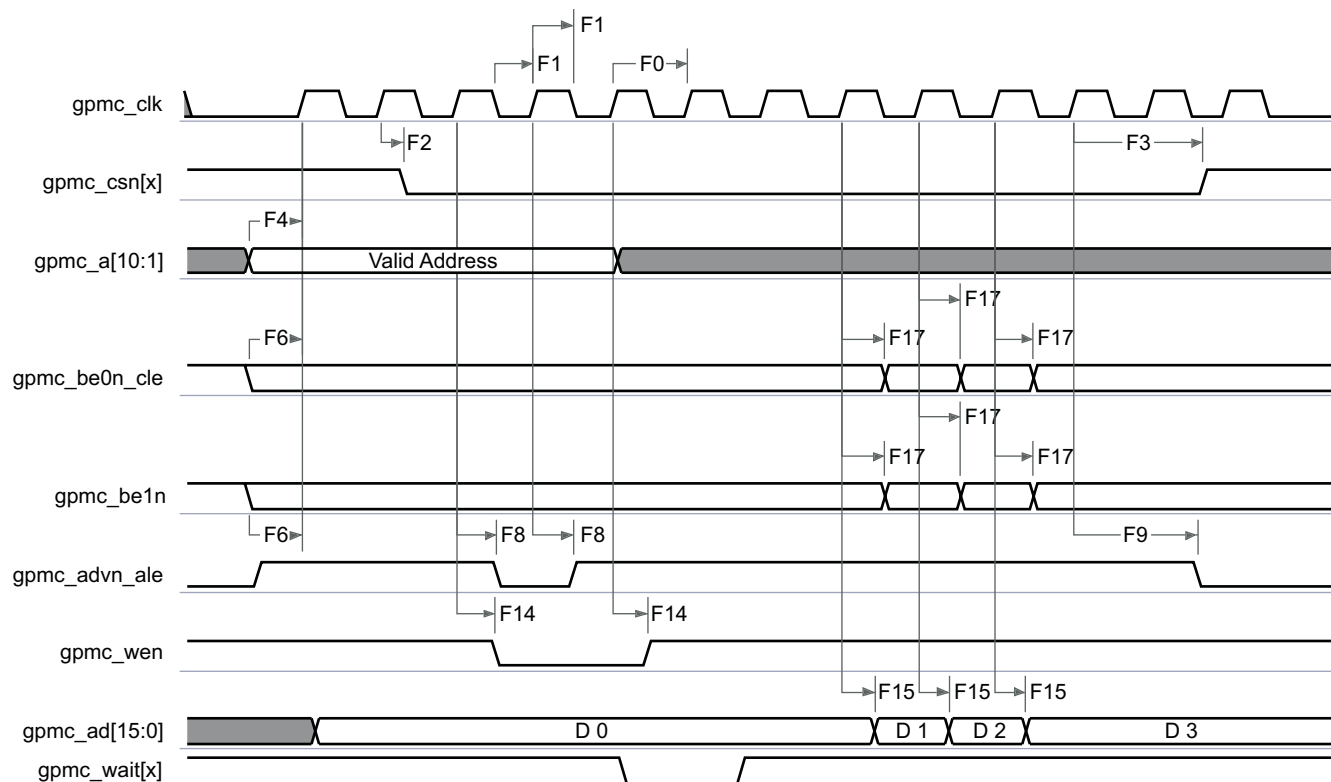 F1
F1 F0
gpmc_clk
F2 F3
gpmc_csn[x]
F4
gpmc_a[10:1] Valid Address
F17
F6 F17 F17
gpmc_be0n_cle
F17
F17 F17
gpmc_be1n
F6 F8 F8 F9
gpmc_advn_ale
F14 F14
gpmc_wen
F15 F15 F15
gpmc_ad[15:0] D 0 D 1 D 2 D 3
gpmc_wait[x]